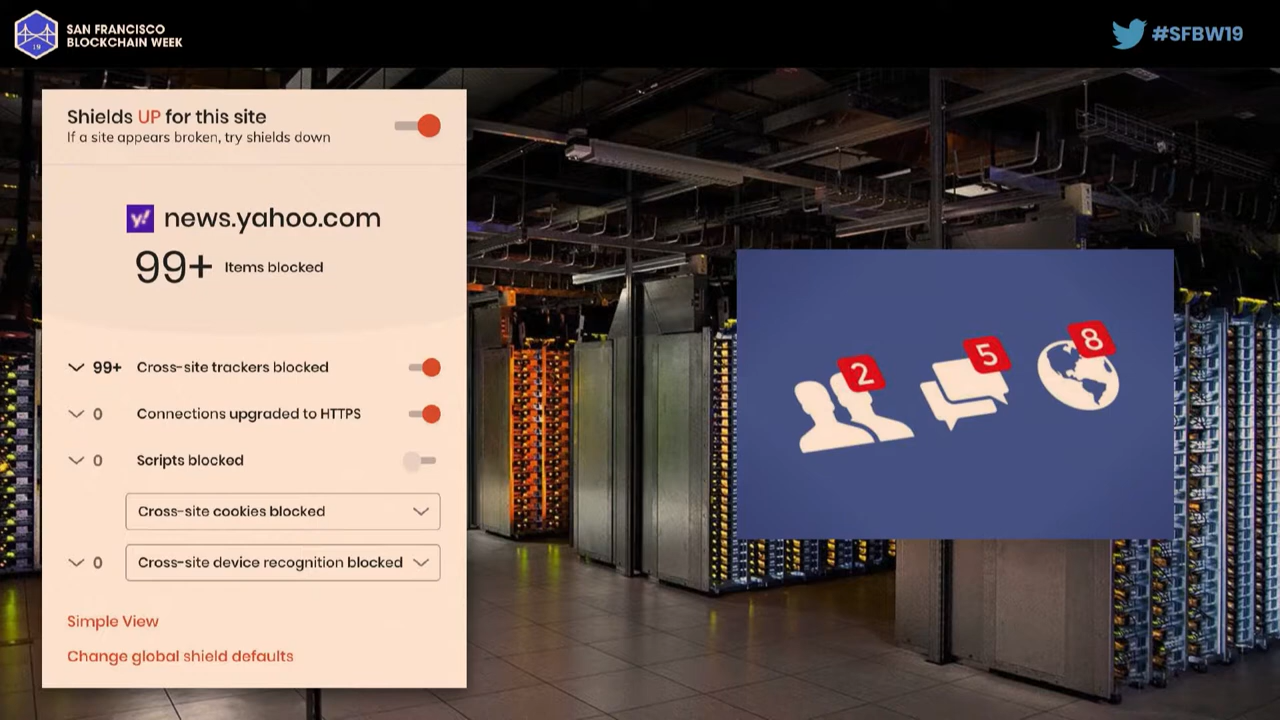 SAN FRANCISCO
BLOCKCHAIN WEEK
19
#SFBW19
Shields UP for this site
If a site appears broken, try shields down
y!
news.yahoo.com
99+ Items blocked
99+ Cross-site trackers blocked
0 Connections upgraded to HTTPS
0 Scripts blocked
Cross-site cookies blocked
0 Cross-site device recognition blocked
Simple View
Change global shield defaults
2
5
8